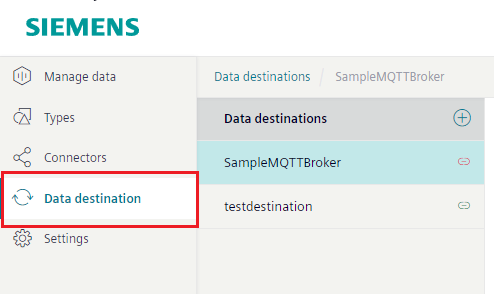 SIEMENS
Manage data
Types
Connectors
Data destination
Settings
Data destinations / SampleMQTTBroker
Data destinations
SampleMQTTBroker
testdestination